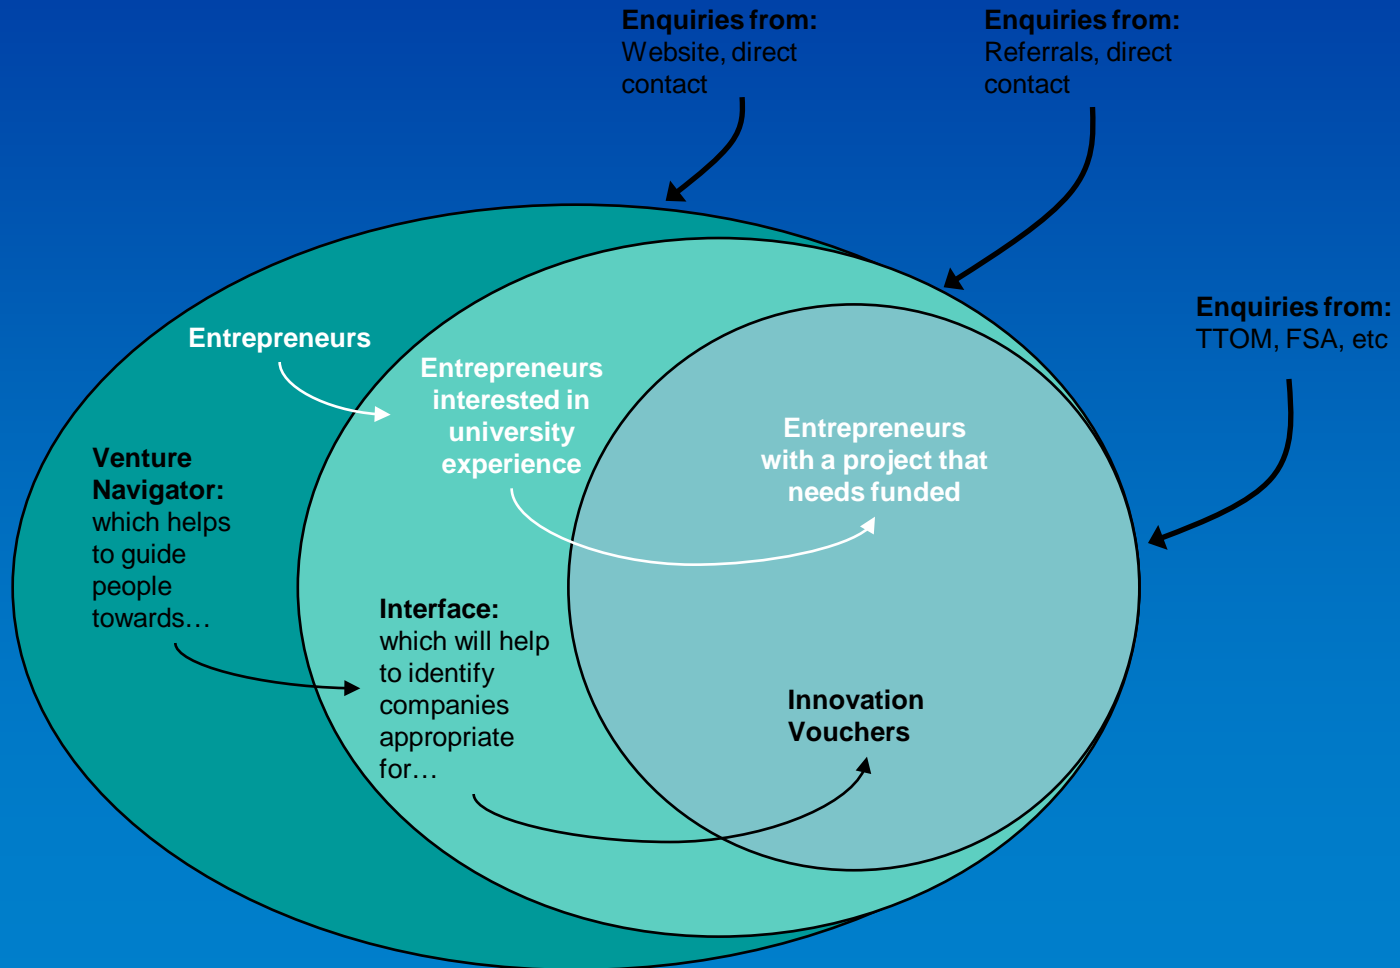 Enquiries from:
Website, direct
contact
Enquiries from:
Referrals, direct
contact
Enquiries from:
TTOM, FSA, etc
Entrepreneurs
Entrepreneurs
interested in
university
experience
Entrepreneurs
with a project that
needs funded
Venture
Navigator:
which helps
to guide
people
towards…
Interface:
which will help
to identify
companies
appropriate
for…
Innovation
Vouchers